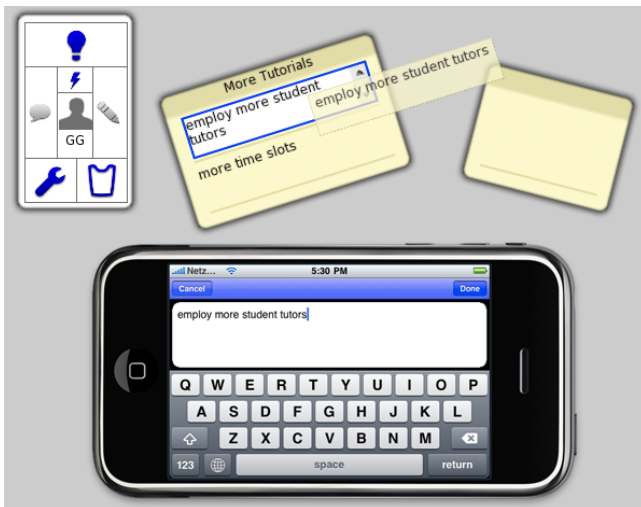 GG
More Tutorials
employ more student
tutors
employ more student tutors
more time slots
Netz... 5:30 PM
Cancel Done
employ more student tutors
Q W E R T Y U I O P
A S D F G H J K L
Z X C V B N M
123 space return